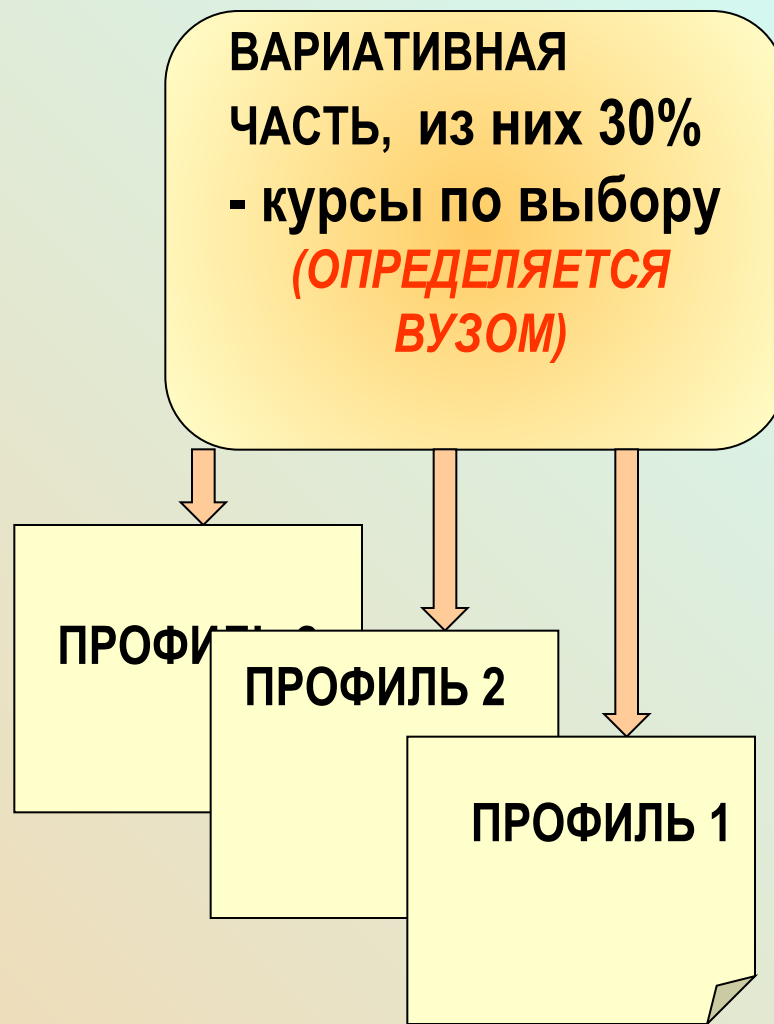 ВАРИАТИВНАЯ
ЧАСТЬ, из них 30%
- курсы по выбору
(ОПРЕДЕЛЯЕТСЯ
ВУЗОМ)
ПРОФИЛЬ 2
ПРОФИЛЬ 1